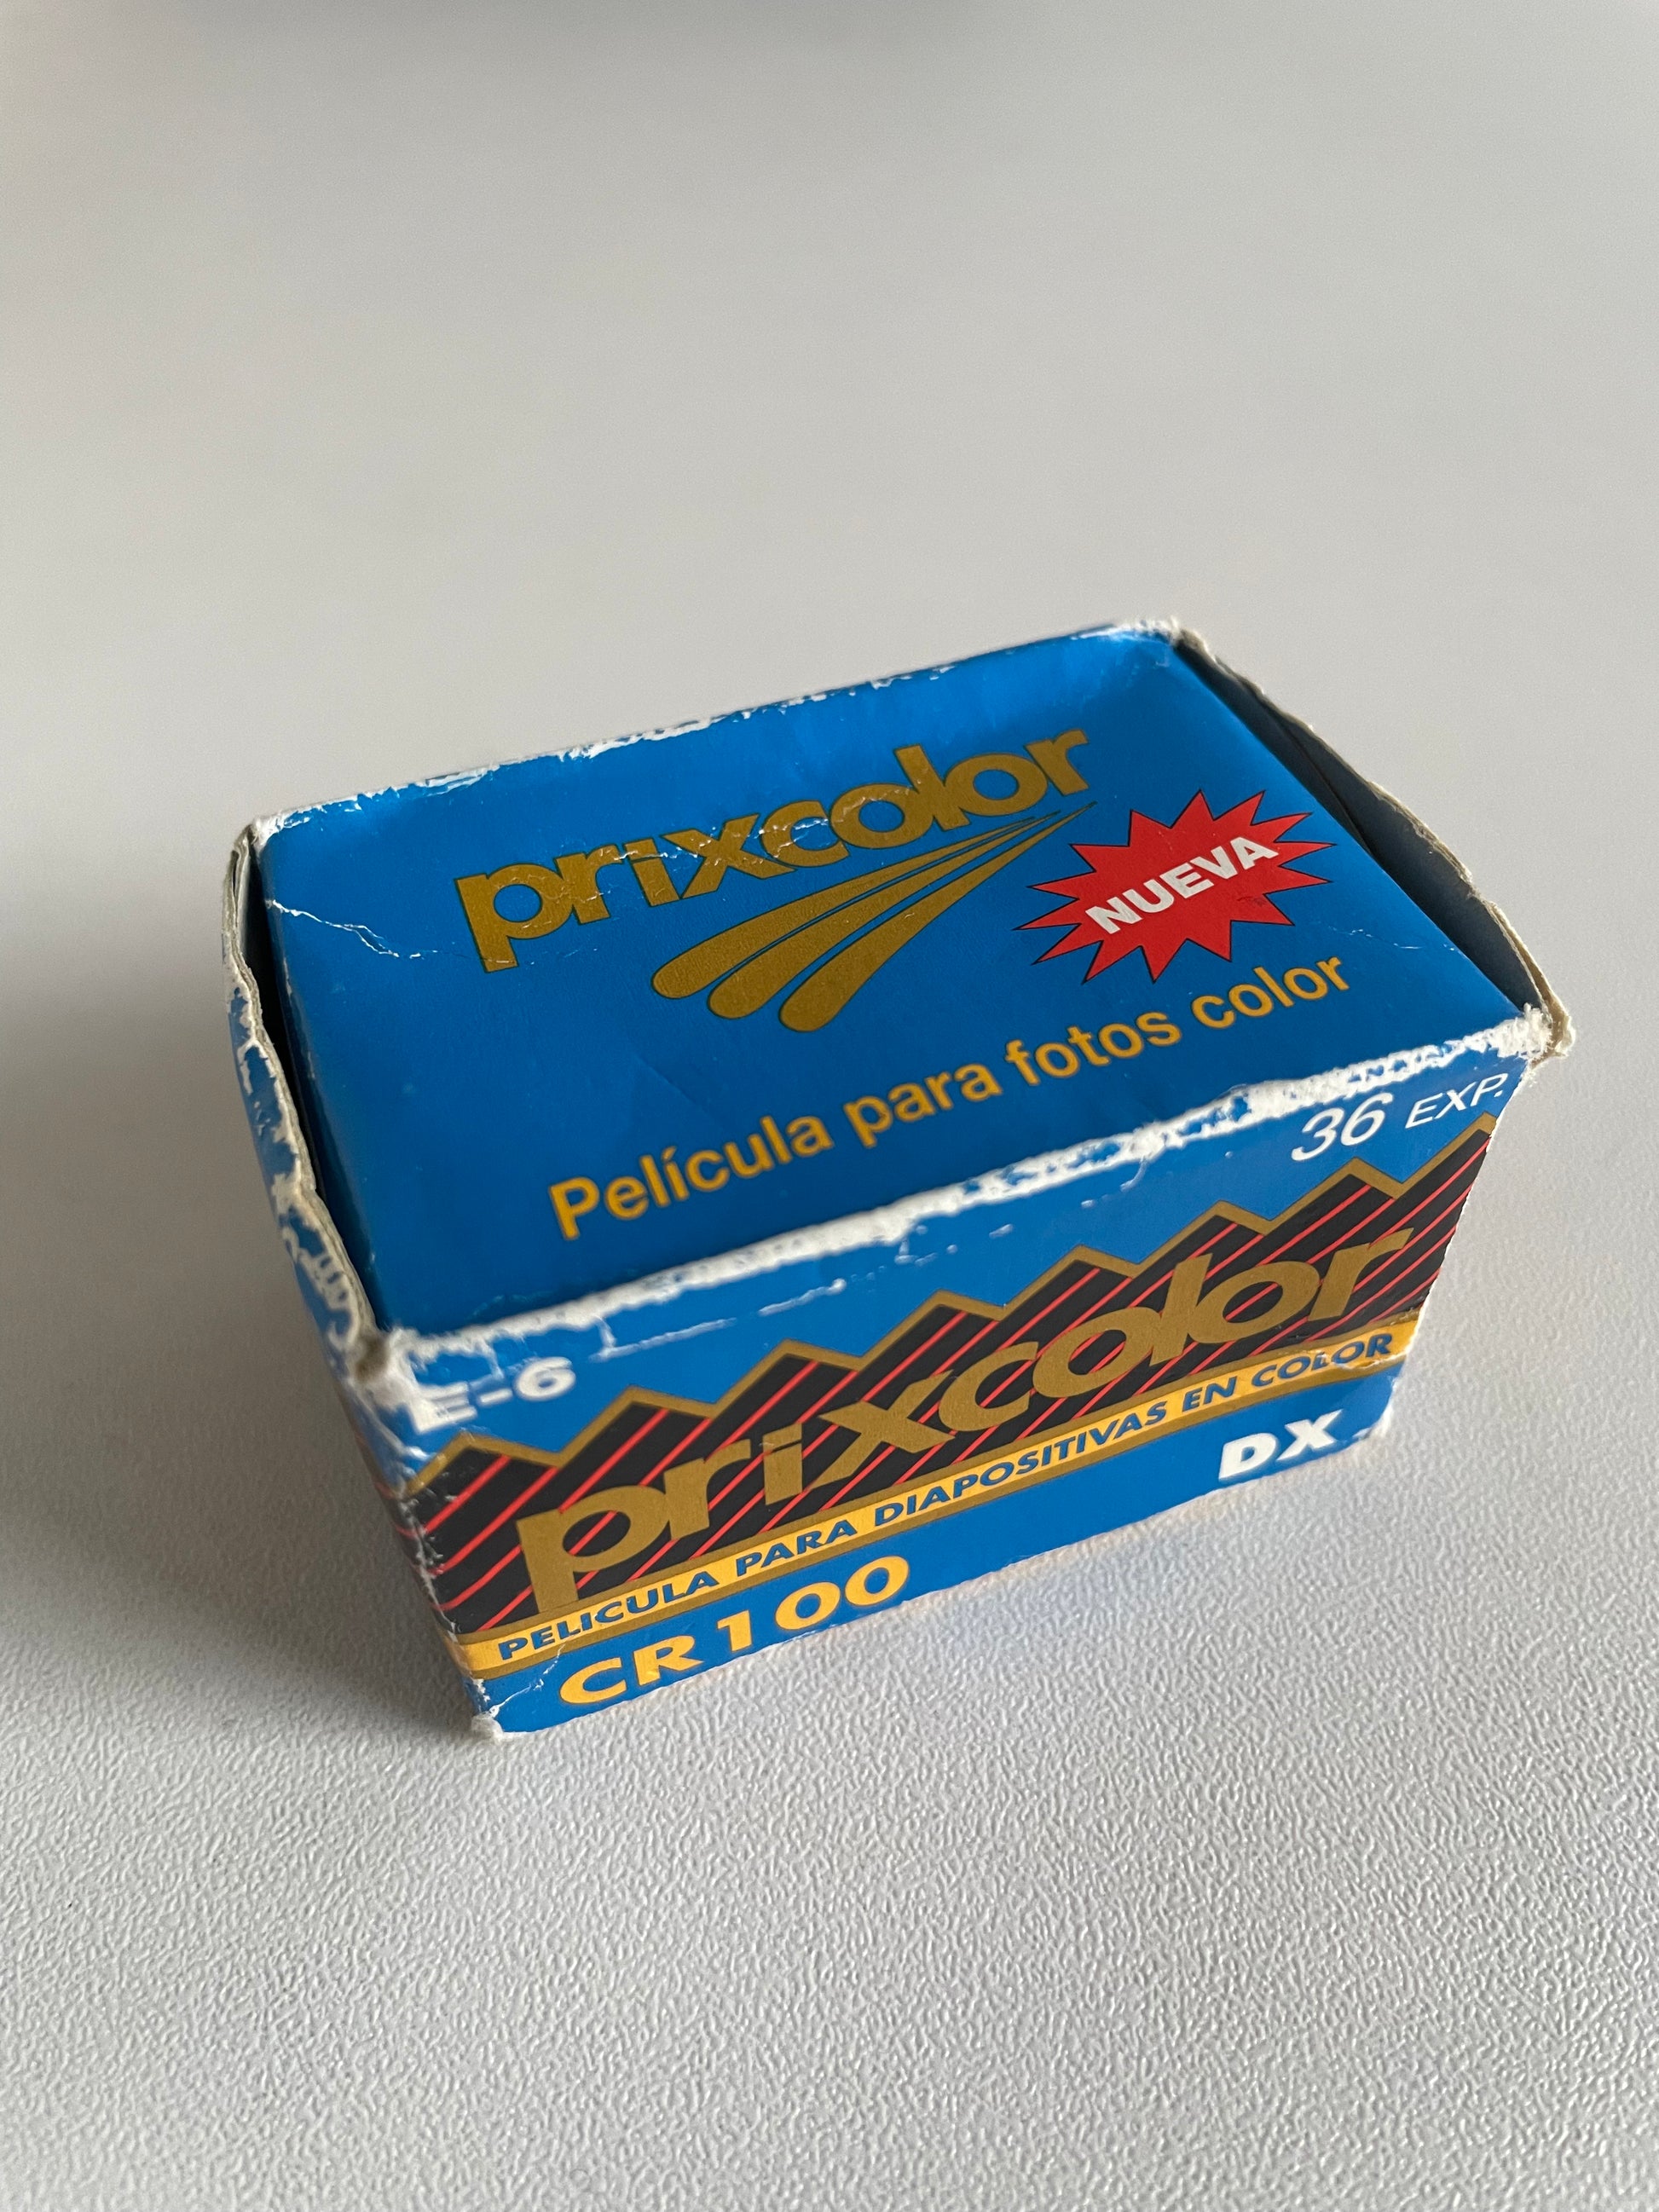 prixcolor
NUEVA
Película para fotos color
36 EXP.
E-6
prixcolor
PELICULA PARA DIAPOSITIVAS EN COLOR
DX
CR100